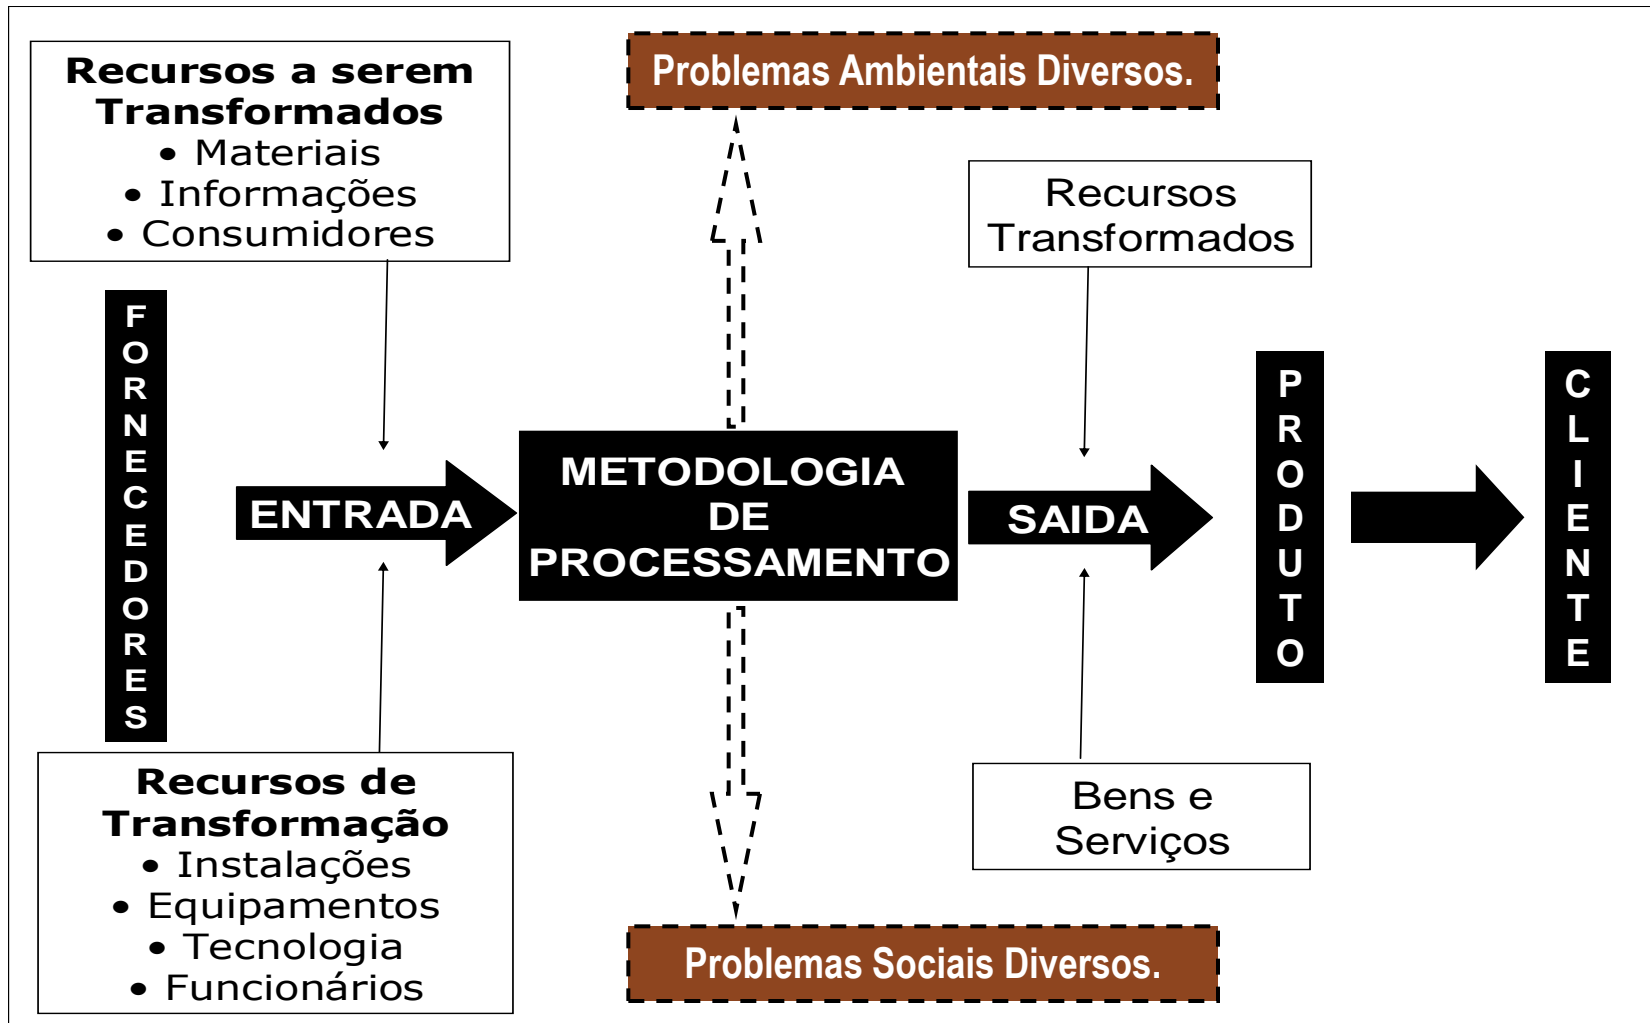 Recursos a serem
Transformados
• Materiais
• Informações
• Consumidores
Problemas Ambientais Diversos.
Recursos
Transformados
FORNECEDORES
ENTRADA
METODOLOGIA
DE
PROCESSAMENTO
SAIDA
PRODUTO
CLIENTE
Recursos de
Transformação
• Instalações
• Equipamentos
• Tecnologia
• Funcionários
Bens e
Serviços
Problemas Sociais Diversos.